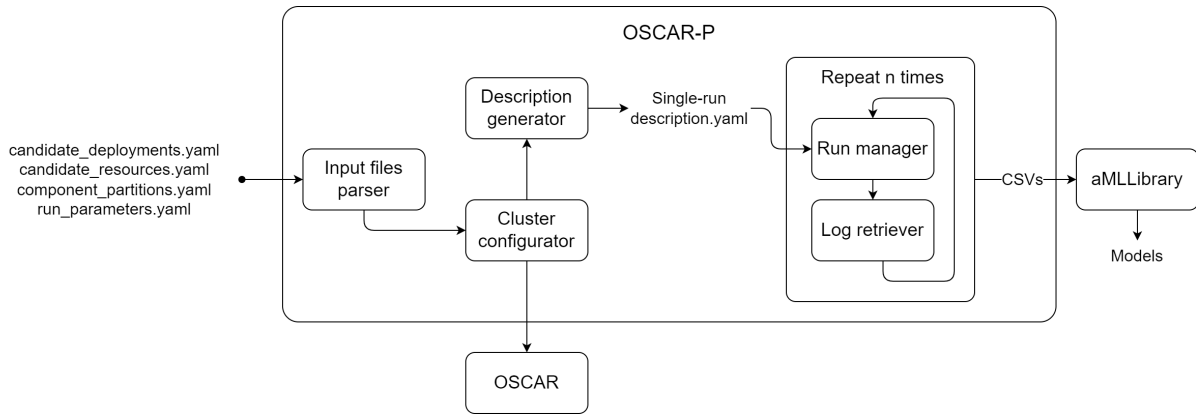 OSCAR-P
candidate_deployments.yaml
candidate_resources.yaml
component_partitions.yaml
run_parameters.yaml
Input files
parser
Description
generator
Cluster
configurator
OSCAR
Single-run
description.yaml
Repeat n times
Run manager
Log retriever
CSVs
aMLLibrary
Models